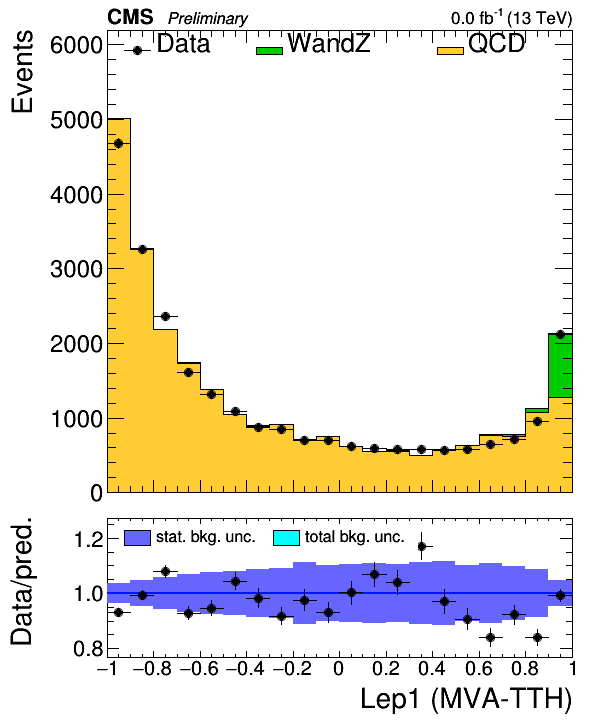 CMS Preliminary 0.0 fb-1 (13 TeV)
Events
Data WandZ QCD
6000
5000
4000
3000
2000
1000
0
Data/pred.
stat. bkg. unc. total bkg. unc.
1.2
1.0
0.8
−1 −0.8 −0.6 −0.4 −0.2 0 0.2 0.4 0.6 0.8 1
Lep1 (MVA-TTH)